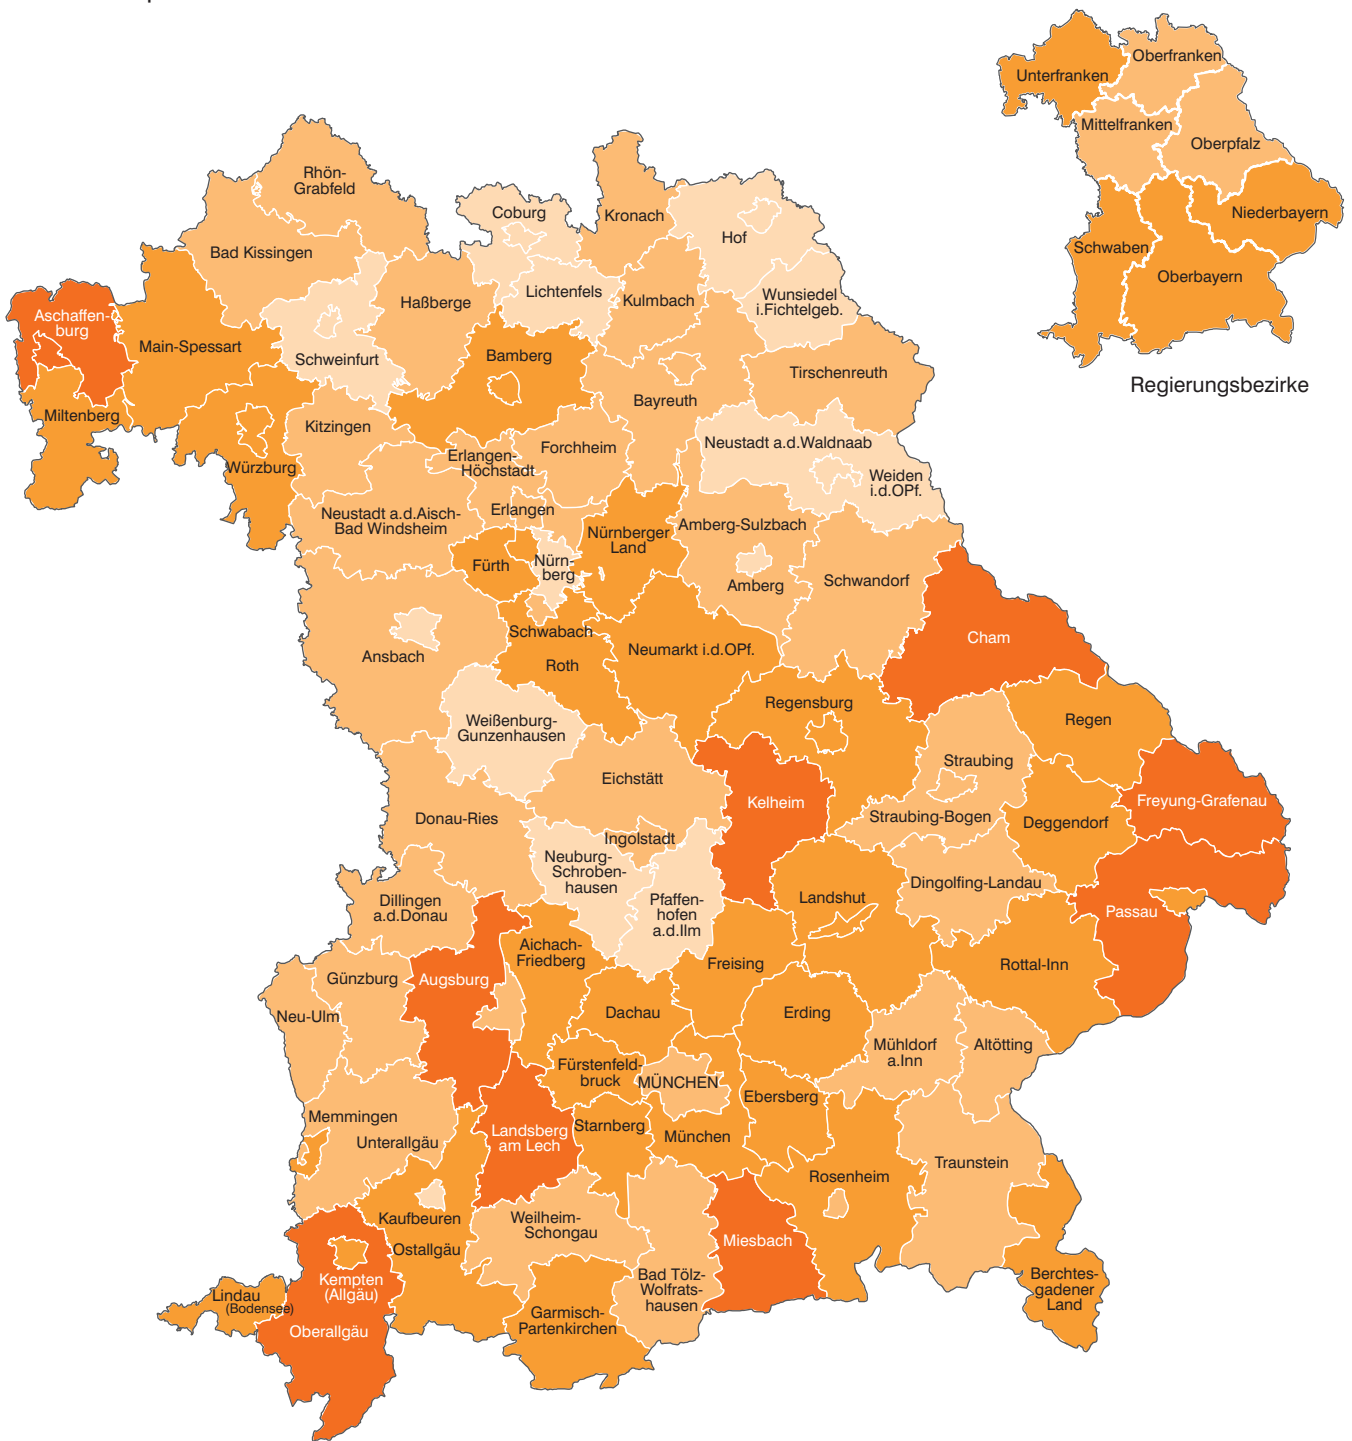 Oberfranken
Unterfranken
Mittelfranken
Oberpfalz
Niederbayern
Schwaben
Oberbayern
Regierungsbezirke
Rhön-
Grabfeld
Coburg
Kronach
Hof
Bad Kissingen
Lichtenfels
Haßberge
Kulmbach
Wunsiedel
i.Fichtelgeb.
Aschaffen-
burg
Main-Spessart
Schweinfurt
Bamberg
Tirschenreuth
Bayreuth
Miltenberg
Kitzingen
Würzburg
Erlangen-
Höchstadt
Forchheim
Neustadt a.d.Waldnaab
Weiden
i.d.OPf.
Neustadt a.d.Aisch-
Bad Windsheim
Erlangen
Nürnberger
Land
Amberg-Sulzbach
Fürth
Nürn-
berg
Amberg
Schwandorf
Cham
Schwabach
Roth
Neumarkt i.d.OPf.
Ansbach
Regensburg
Weißenburg-
Gunzenhausen
Regen
Straubing
Eichstätt
Kelheim
Freyung-Grafenau
Donau-Ries
Straubing-Bogen
Deggendorf
Ingolstadt
Neuburg-
Schroben-
hausen
Pfaffen-
hofen
a.d.Ilm
Landshut
Dingolfing-Landau
Passau
Dillingen
a.d.Donau
Aichach-
Friedberg
Freising
Rottal-Inn
Günzburg
Augsburg
Neu-Ulm
Dachau
Erding
Mühldorf
a.Inn
Altötting
Fürstenfeld-
bruck
MÜNCHEN
Ebersberg
Memmingen
Unterallgäu
Landsberg
am Lech
Starnberg
München
Traunstein
Rosenheim
Kaufbeuren
Ostallgäu
Weilheim-
Schongau
Miesbach
Bad Tölz-
Wolfrats-
hausen
Kempten
(Allgäu)
Lindau
(Bodensee)
Oberallgäu
Garmisch-
Partenkirchen
Berchtes-
gadener
Land